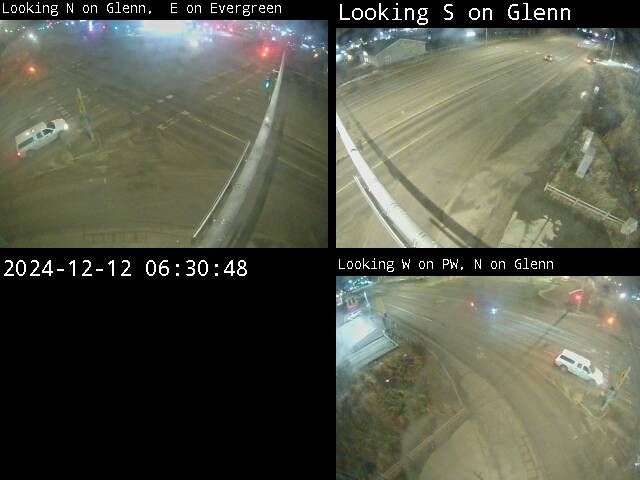 Looking N on Glenn,  E on Evergreen
Looking S on Glenn
2024-12-12 06:30:48
Looking W on PW, N on Glenn